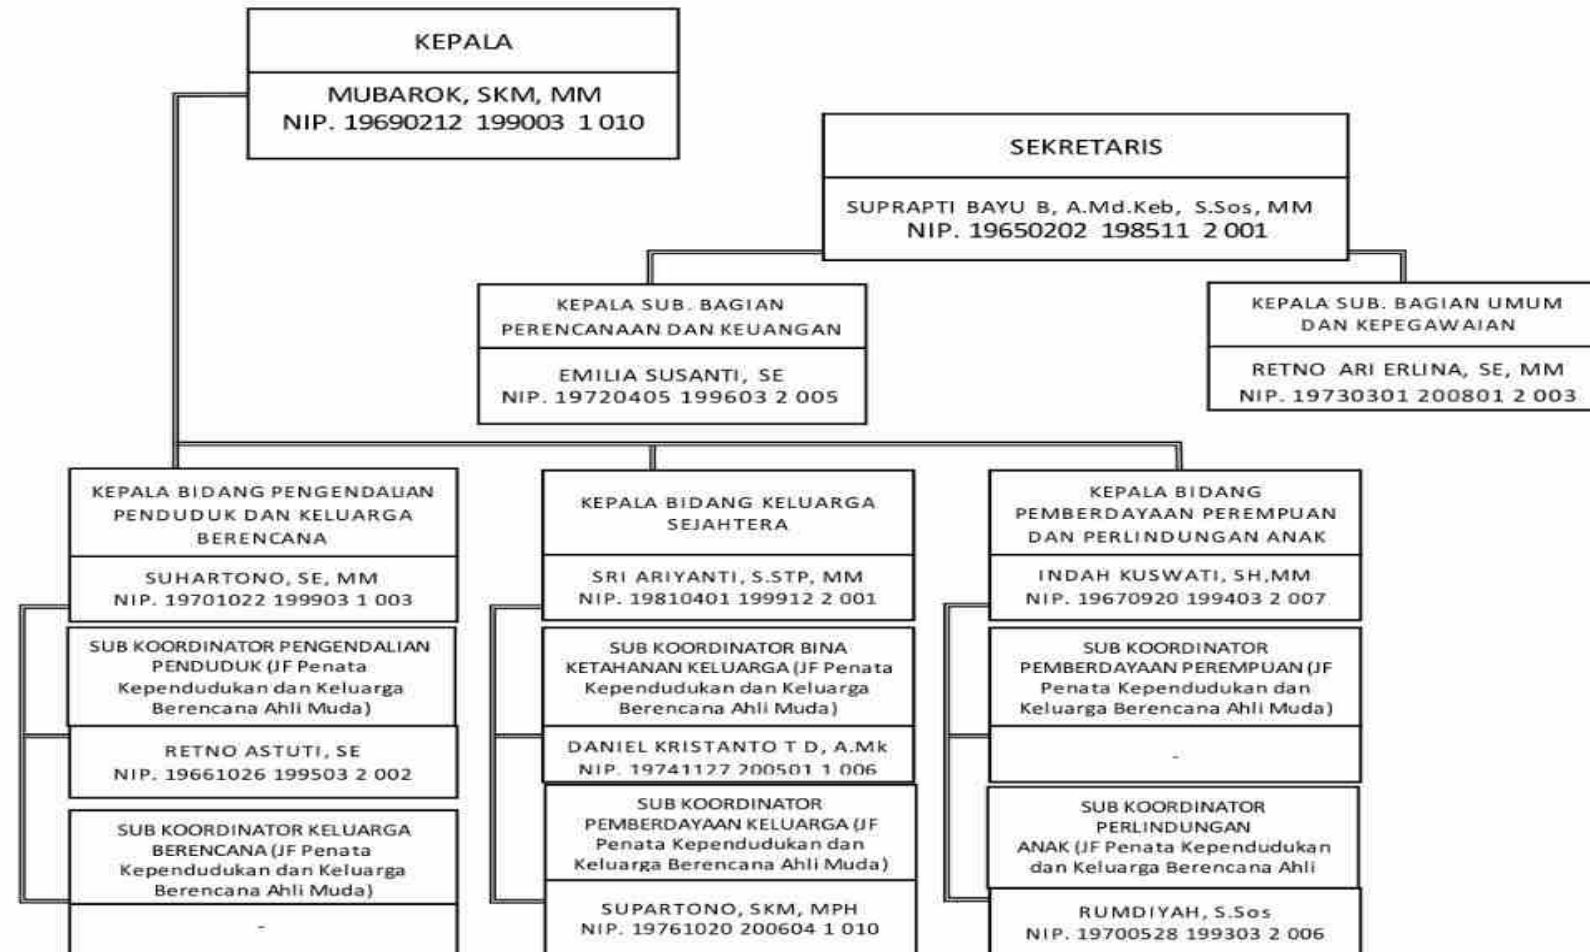 KEPALA
MUBAROK, SKM, MM
NIP. 19690212 199003 1 010
SEKRETARIS
SUPRAPTI BAYU B, A.Md.Keb, S.Sos, MM
NIP. 19650202 198511 2 001
KEPALA SUB. BAGIAN
PERENCANAAN DAN KEUANGAN
EMILIA SUSANTI, SE
NIP. 19720405 199603 2 005
KEPALA SUB. BAGIAN UMUM
DAN KEPEGAWAIAN
RETNO ARI ERLINA, SE, MM
NIP. 19730301 200801 2 003
KEPALA BIDANG PENGENDALIAN
PENDUDUK DAN KELUARGA
BERENCANA
SUHARTONO, SE, MM
NIP. 19701022 199903 1 003
SUB KOORDINATOR PENGENDALIAN
PENDUDUK (JF Penata
Kependudukan dan Keluarga
Berencana Ahli Muda)
RETNO ASTUTI, SE
NIP. 19661026 199503 2 002
SUB KOORDINATOR KELUARGA
BERENCANA (JF Penata
Kependudukan dan Keluarga
Berencana Ahli Muda)
-
KEPALA BIDANG KELUARGA
SEJAHTERA
SRI ARIYANTI, S.STP, MM
NIP. 19810401 199912 2 001
SUB KOORDINATOR BINA
KETAHANAN KELUARGA (JF Penata
Kependudukan dan Keluarga
Berencana Ahli Muda)
DANIEL KRISTANTO T D, A.Mk
NIP. 19741127 200501 1 006
SUB KOORDINATOR
PEMBERDAYAAN KELUARGA (JF
Penata Kependudukan dan
Keluarga Berencana Ahli Muda)
SUPARTONO, SKM, MPH
NIP. 19761020 200604 1 010
KEPALA BIDANG
PEMBERDAYAAN PEREMPUAN
DAN PERLINDUNGAN ANAK
INDAH KUSWATI, SH,MM
NIP. 19670920 199403 2 007
SUB KOORDINATOR
PEMBERDAYAAN PEREMPUAN (JF
Penata Kependudukan dan
Keluarga Berencana Ahli Muda)
-
SUB KOORDINATOR
PERLINDUNGAN
ANAK (JF Penata Kependudukan
dan Keluarga Berencana Ahli
RUMDIYAH, S.Sos
NIP. 19700528 199303 2 006